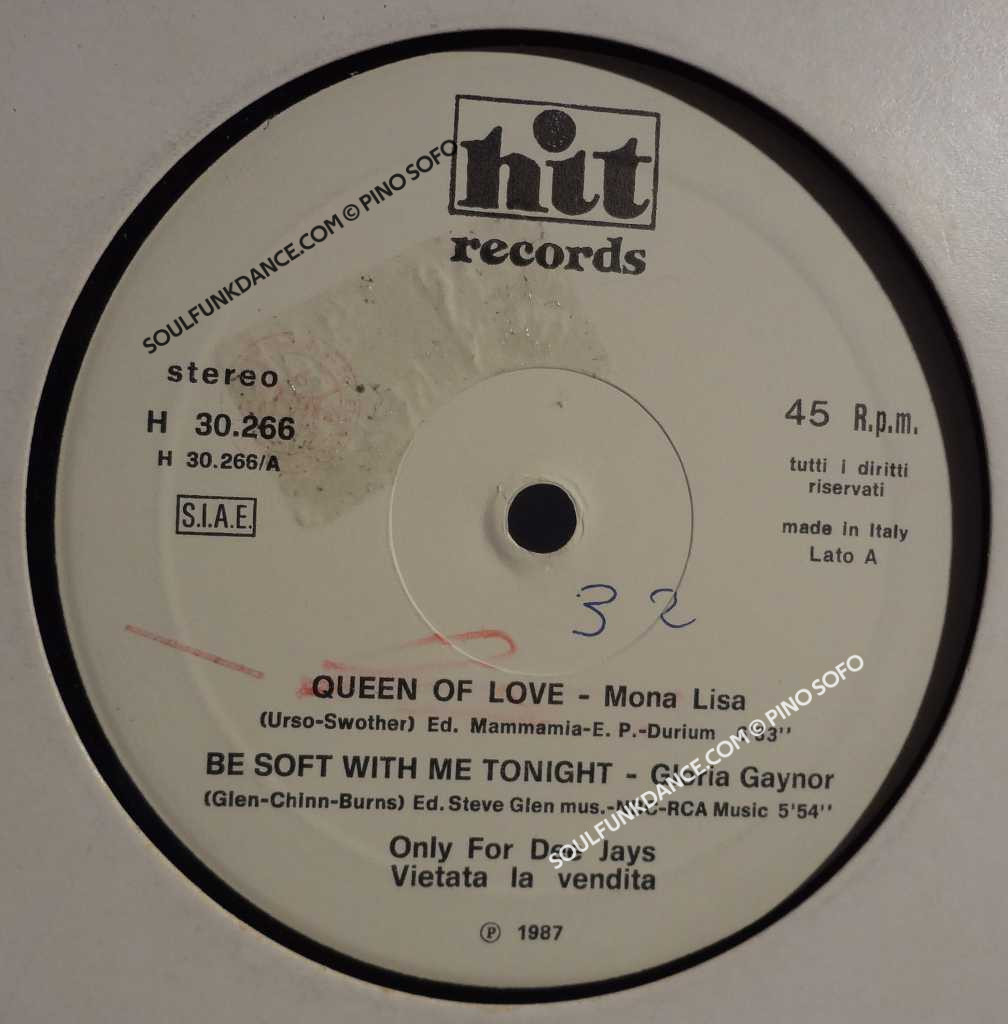 hit
records
SOULFUNKDANCE.COM © PINO SOFO
stereo
H 30.266
H 30.266/A
S.I.A.E.
45 R.p.m.
tutti i diritti
riservati
made in Italy
Lato A
32
QUEEN OF LOVE - Mona Lisa
(Urso-Swother) Ed. Mammamia-E. P.-Durium
BE SOFT WITH ME TONIGHT - Gloria Gaynor
(Glen-Chinn-Burns) Ed. Steve Glen mus.-RCA Music 5'54''
SOULFUNKDANCE.COM © PINO SOFO
Only For Dee Jays
Vietata la vendita
℗ 1987